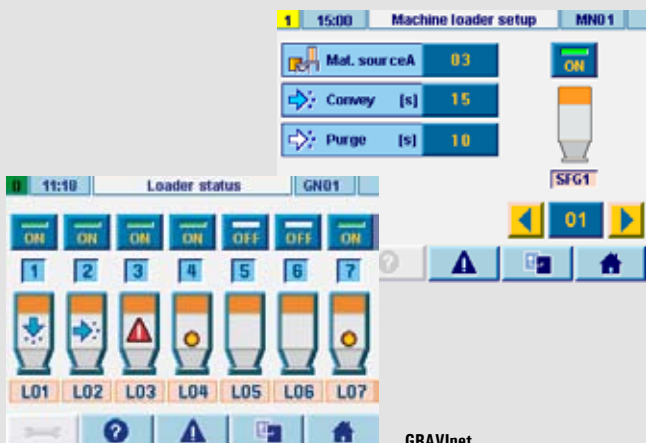 1 15:00 Machine loader setup MN01
Mat. sourceA 03
ON
Convey [s] 15
Purge [s] 10
SFG1
01
11:10 Loader status GN01
ON ON ON ON OFF OFF ON
1 2 3 4 5 6 7
L01 L02 L03 L04 L05 L06 L07
GRAVInet